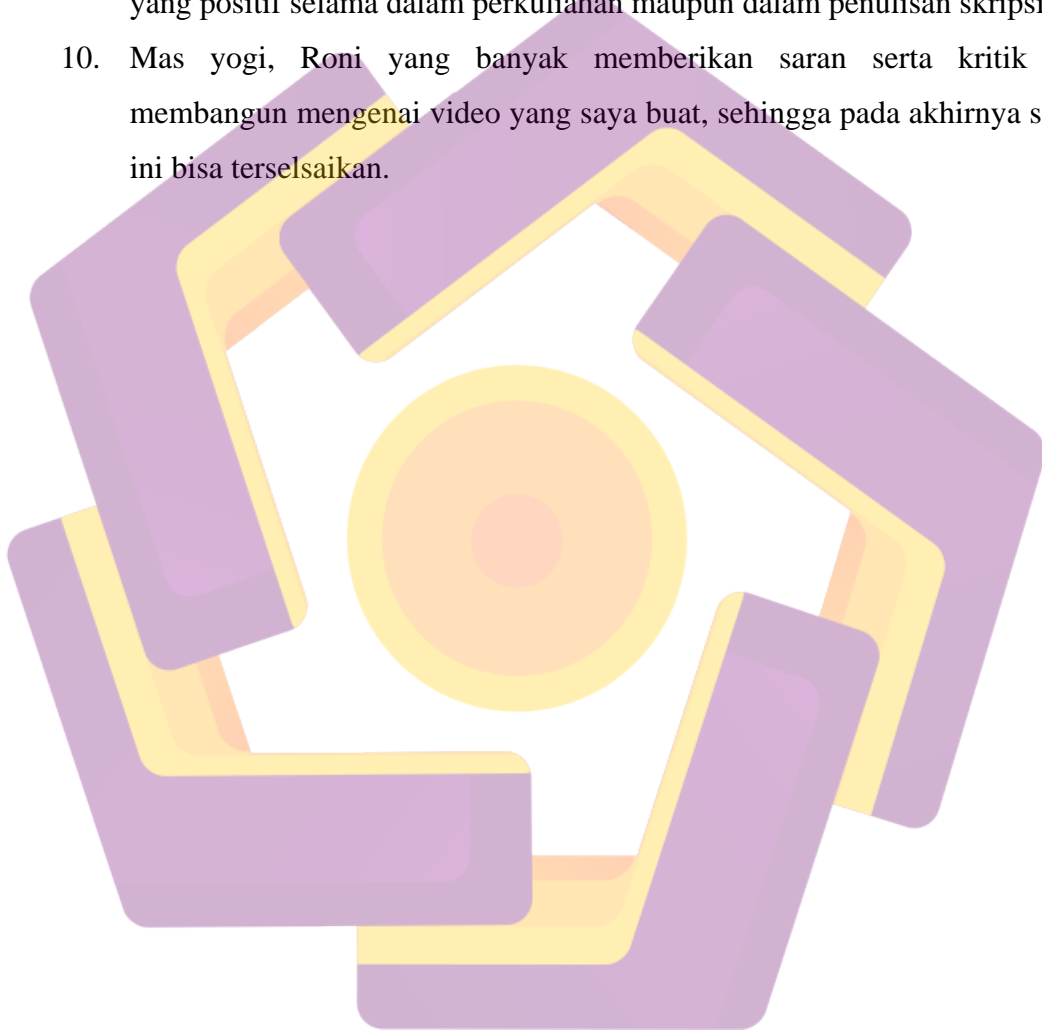 yang positif selama dalam perkuliahan maupun dalam penulisan skripsi
10. Mas yogi, Roni yang banyak memberikan saran serta kritik
membangun mengenai video yang saya buat, sehingga pada akhirnya s
ini bisa terselsaikan.